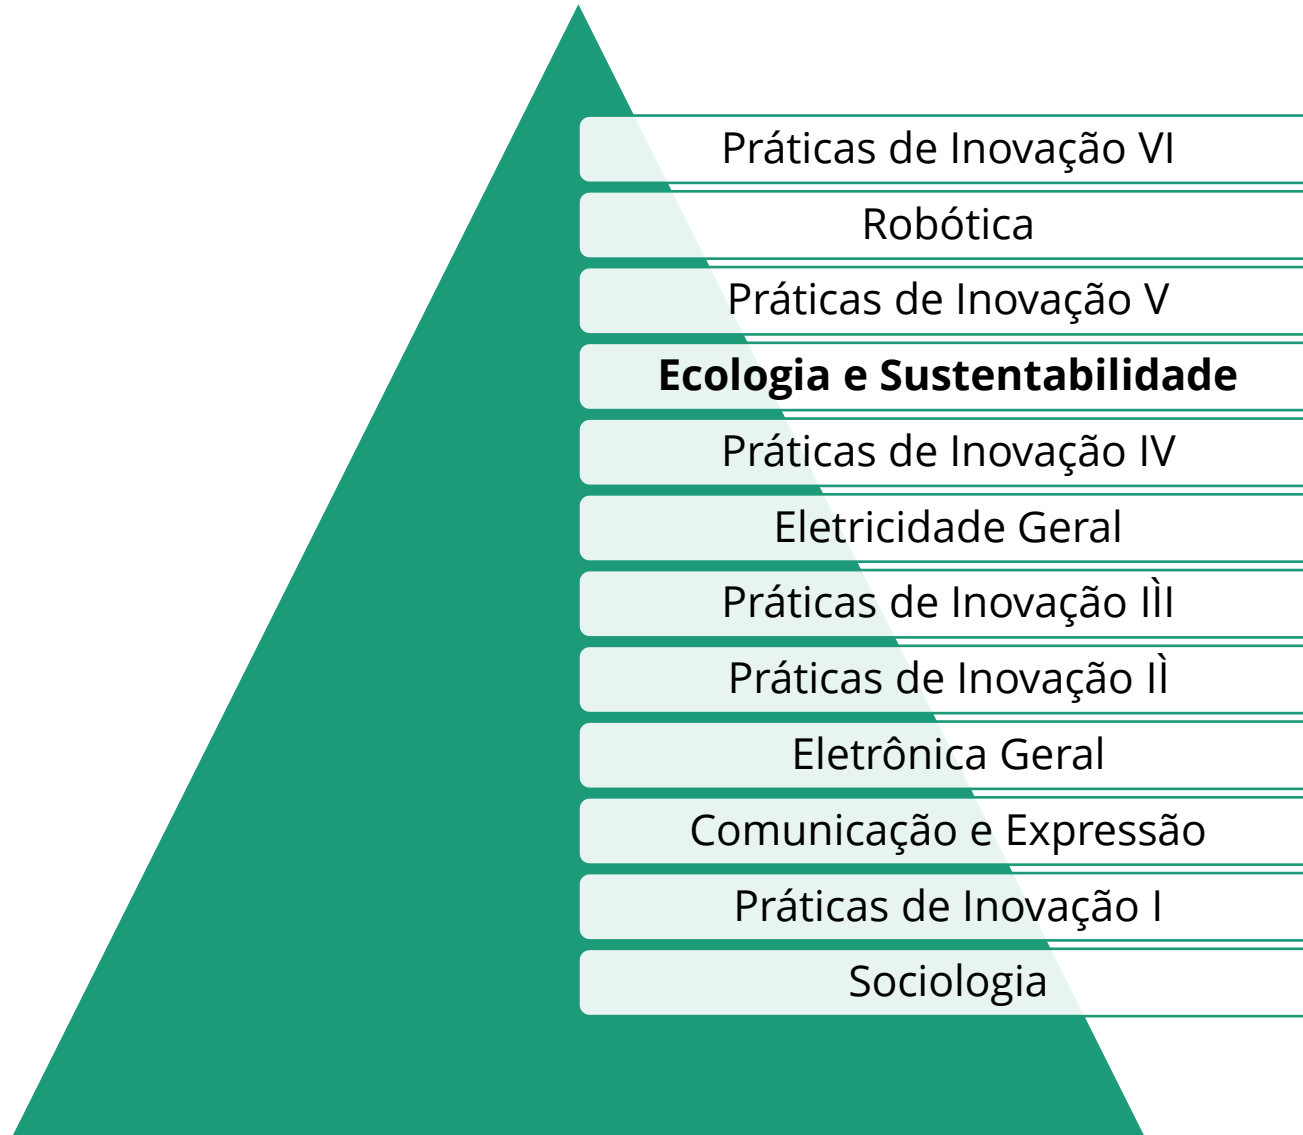 Práticas de Inovação VI
Robótica
Práticas de Inovação V
Ecologia e Sustentabilidade
Práticas de Inovação IV
Eletricidade Geral
Práticas de Inovação IÌI
Práticas de Inovação IÌ
Eletrônica Geral
Comunicação e Expressão
Práticas de Inovação I
Sociologia